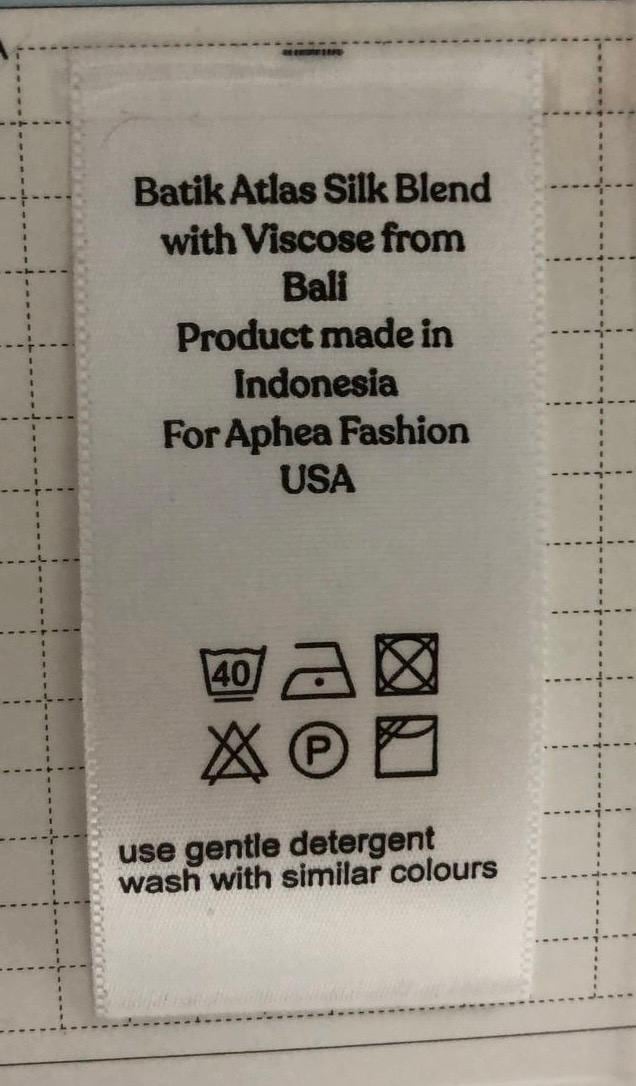 Batik Atlas Silk Blend
with Viscose from
Bali
Product made in
Indonesia
For Aphea Fashion
USA
40
P
use gentle detergent
wash with similar colours